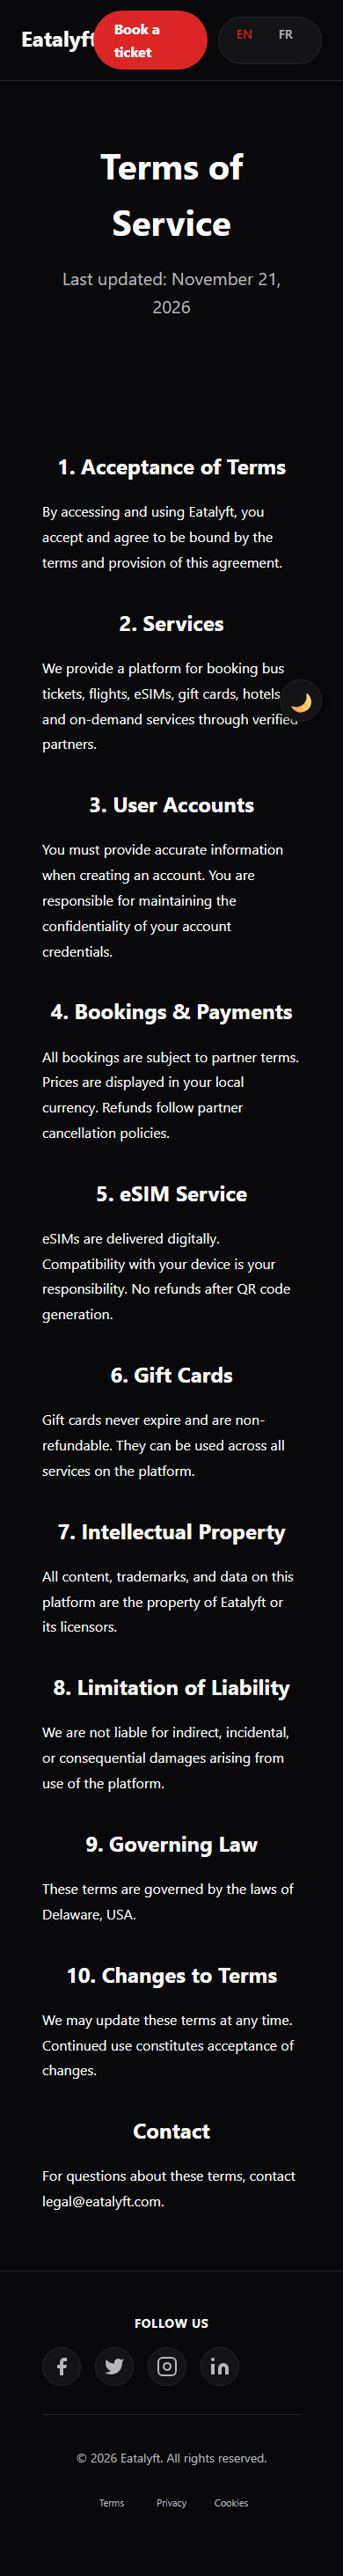 Eatalyft
Book a
ticket
EN FR
Terms of
Service
Last updated: November 21,
2026
1. Acceptance of Terms
By accessing and using Eatalyft, you
accept and agree to be bound by the
terms and provision of this agreement.
2. Services
We provide a platform for booking bus
tickets, flights, eSIMs, gift cards, hotels
and on-demand services through verified
partners.
3. User Accounts
You must provide accurate information
when creating an account. You are
responsible for maintaining the
confidentiality of your account
credentials.
4. Bookings & Payments
All bookings are subject to partner terms.
Prices are displayed in your local
currency. Refunds follow partner
cancellation policies.
5. eSIM Service
eSIMs are delivered digitally.
Compatibility with your device is your
responsibility. No refunds after QR code
generation.
6. Gift Cards
Gift cards never expire and are non-
refundable. They can be used across all
services on the platform.
7. Intellectual Property
All content, trademarks, and data on this
platform are the property of Eatalyft or
its licensors.
8. Limitation of Liability
We are not liable for indirect, incidental,
or consequential damages arising from
use of the platform.
9. Governing Law
These terms are governed by the laws of
Delaware, USA.
10. Changes to Terms
We may update these terms at any time.
Continued use constitutes acceptance of
changes.
Contact
For questions about these terms, contact
legal@eatalyft.com.
FOLLOW US
© 2026 Eatalyft. All rights reserved.
Terms Privacy Cookies